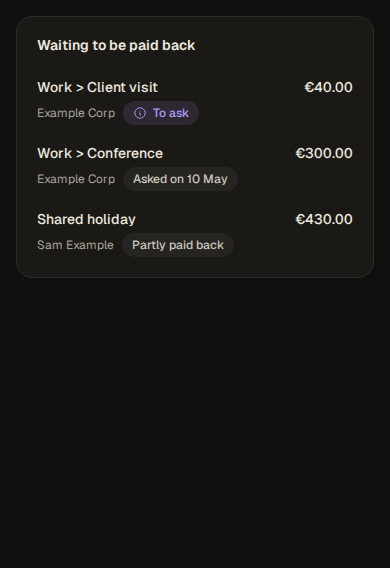 Waiting to be paid back
Work > Client visit €40.00
Example Corp To ask
Work > Conference €300.00
Example Corp Asked on 10 May
Shared holiday €430.00
Sam Example Partly paid back